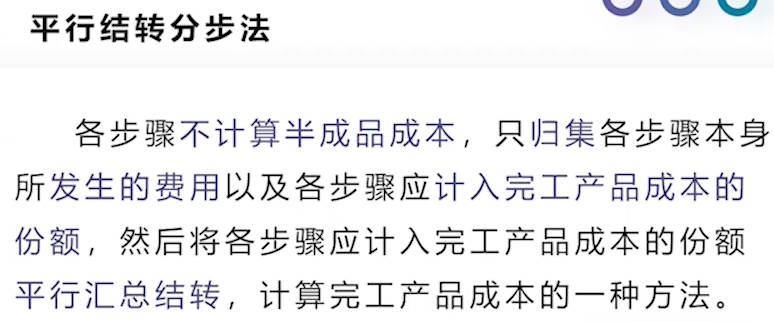 平行结转分步法
各步骤不计算半成品成本，只归集各步骤本身
所发生的费用以及各步骤应计入完工产品成本的
份额，然后将各步骤应计入完工产品成本的份额
平行汇总结转，计算完工产品成本的一种方法。